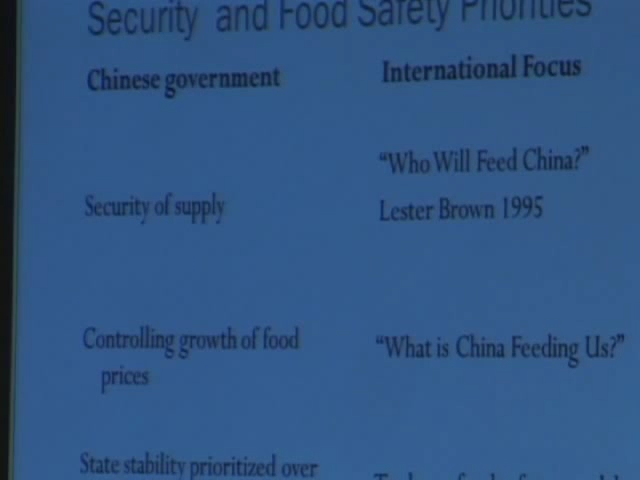 Security and Food Safety Priorities
Chinese government
International Focus
"Who Will Feed China?"
Security of supply
Lester Brown 1995
Controlling growth of food
prices
"What is China Feeding Us?"
State stability prioritized over